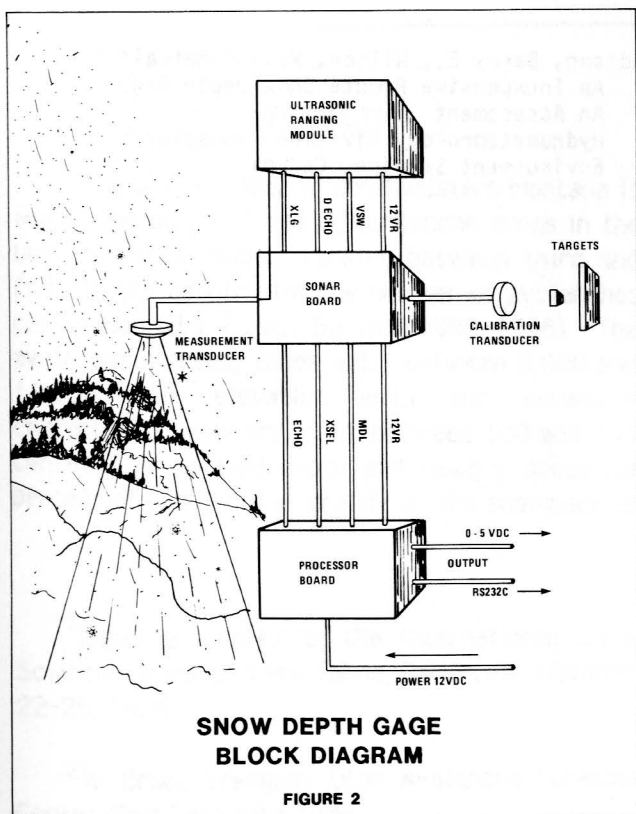 ULTRASONIC
RANGING
MODULE
XLG
D ECHO
VSW
12 VR
TARGETS
SONAR
BOARD
MEASUREMENT
TRANSDUCER
CALIBRATION
TRANSDUCER
ECHO
XSEL
MDL
12VR
PROCESSOR
BOARD
0-5 VDC
OUTPUT
RS232C
POWER 12VDC
SNOW DEPTH GAGE
BLOCK DIAGRAM
FIGURE 2